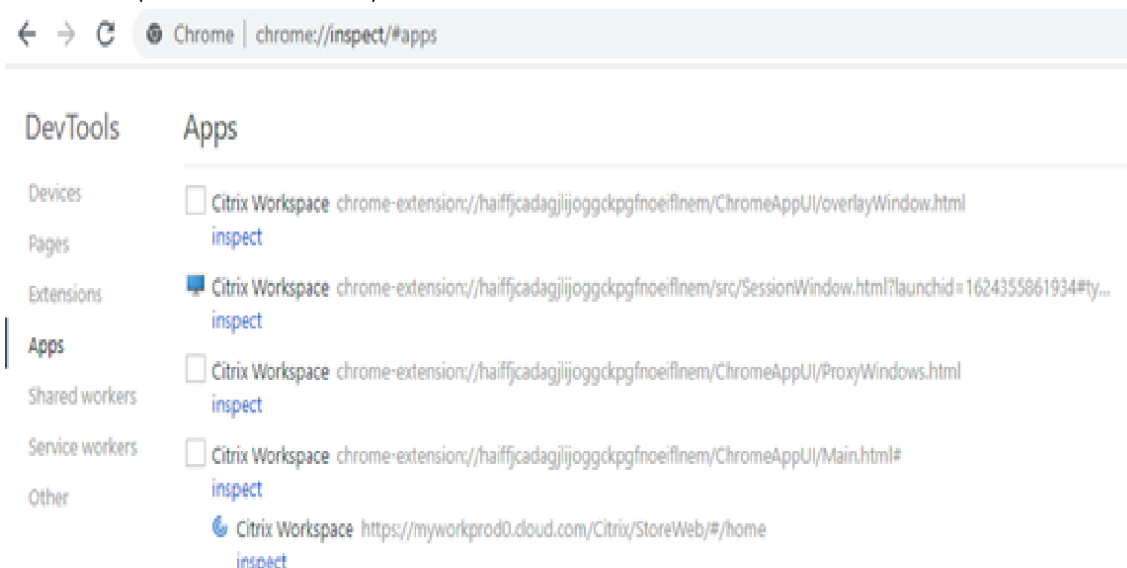 Chrome | chrome://inspect/#apps
DevTools
Apps
Devices
Pages
Extensions
Apps
Shared workers
Service workers
Other
Citrix Workspace chrome-extension://haiffjcadagjlijoggckpgfnoeiflnem/ChromeAppUI/overlayWindow.html
inspect
Citrix Workspace chrome-extension://haiffjcadagjlijoggckpgfnoeiflnem/src/SessionWindow.html?launchid=1624355861934#ty...
inspect
Citrix Workspace chrome-extension://haiffjcadagjlijoggckpgfnoeiflnem/ChromeAppUI/ProxyWindows.html
inspect
Citrix Workspace chrome-extension://haiffjcadagjlijoggckpgfnoeiflnem/ChromeAppUI/Main.html#
inspect
Citrix Workspace https://myworkprod0.cloud.com/Citrix/StoreWeb/#/home
inspect